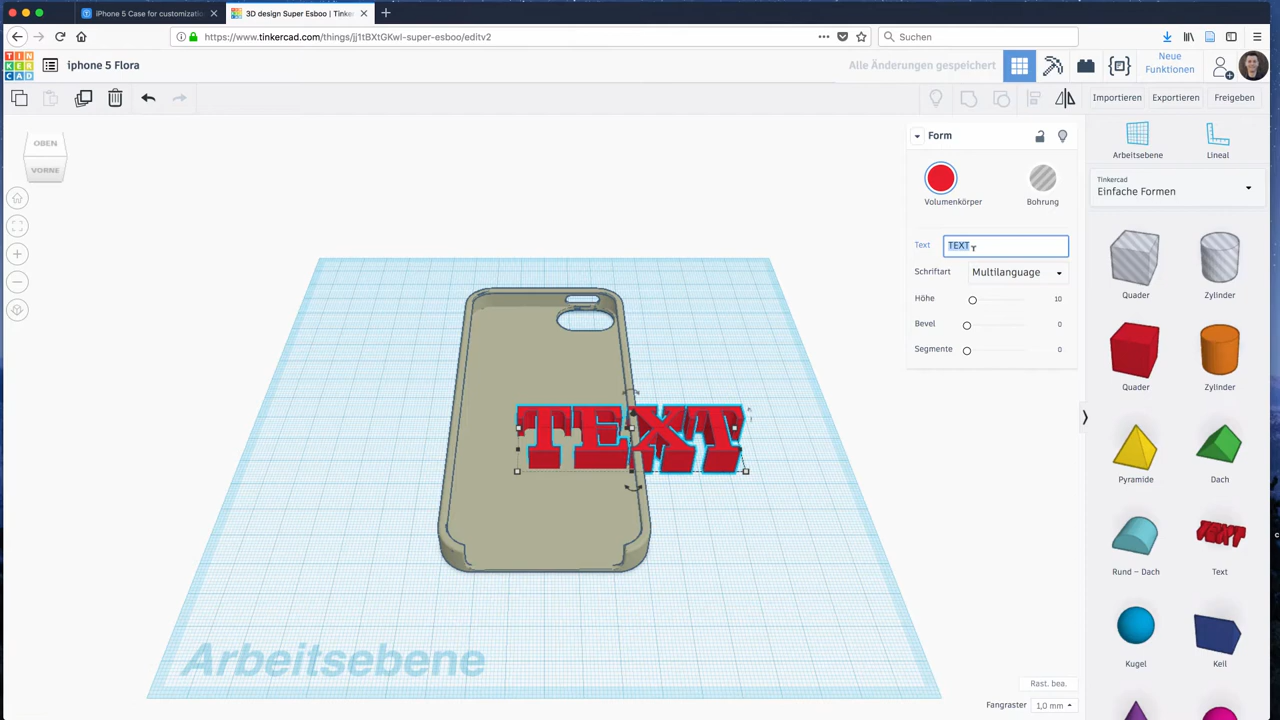 iPhone 5 Case for customizatio
3D design Super Esboo | Tinker
https://www.tinkercad.com/things/jj1tBXtGKwI-super-esboo/editv2
Suchen
TIN
KER
CAD
iphone 5 Flora
Alle Änderungen gespeichert
Neue
Funktionen
Importieren
Exportieren
Freigeben
OBEN
VORNE
Form
Volumenkörper
Bohrung
Text
TEXT
Schriftart
Multilanguage
Höhe
10
Bevel
0
Segmente
0
Arbeitsebene
Lineal
Tinkercad
Einfache Formen
Quader
Zylinder
Quader
Zylinder
Pyramide
Dach
TEXT
Rund – Dach
Text
Kugel
Keil
TEXT
Arbeitsebene
Rast. bea.
Fangraster
1,0 mm